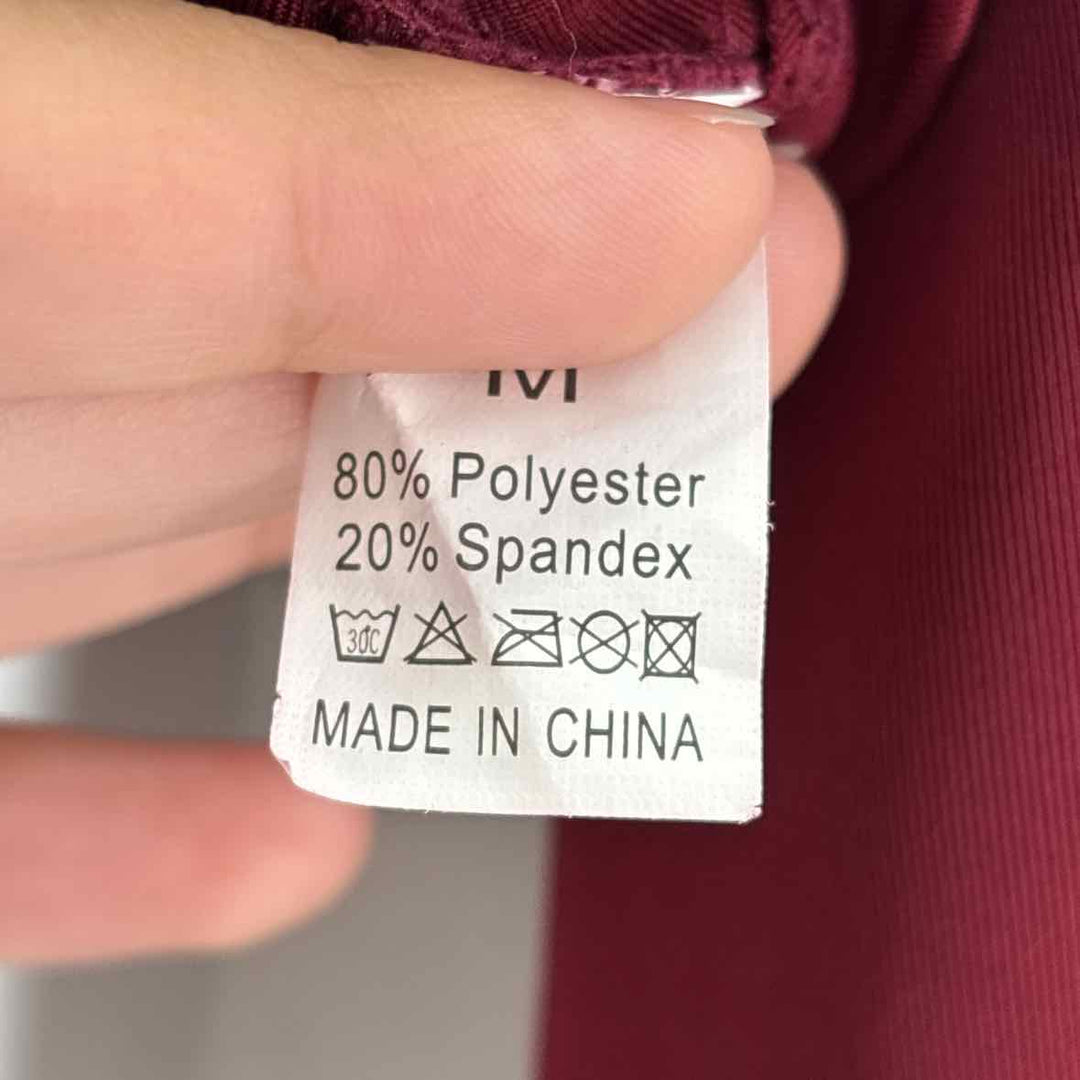 M
80% Polyester
20% Spandex
30°C
MADE IN CHINA